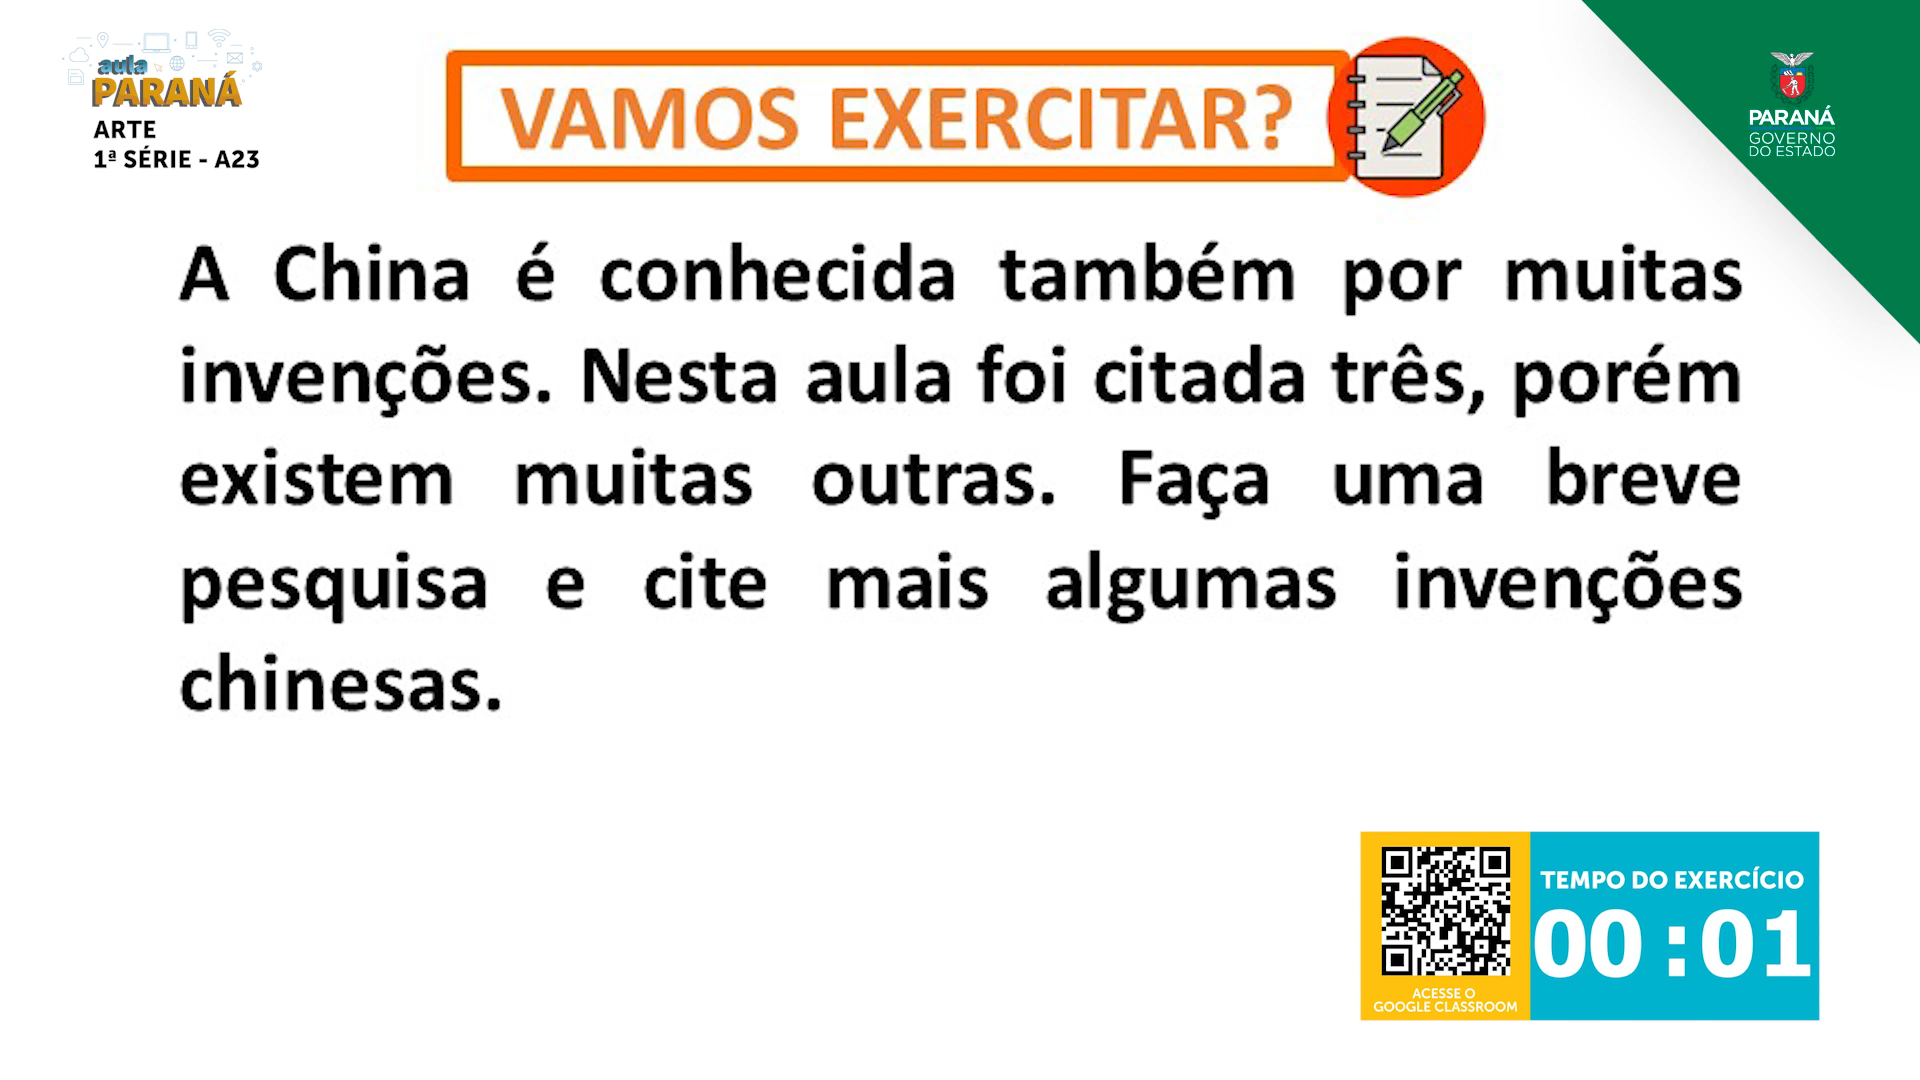 aula
PARANÁ
ARTE
1ª SÉRIE - A23
VAMOS EXERCITAR?
PARANÁ
GOVERNO
DO ESTADO
A China é conhecida também por muitas
invenções. Nesta aula foi citada três, porém
existem muitas outras. Faça uma breve
pesquisa e cite mais algumas invenções
chinesas.
TEMPO DO EXERCÍCIO
00:01
ACESSE O
GOOGLE CLASSROOM